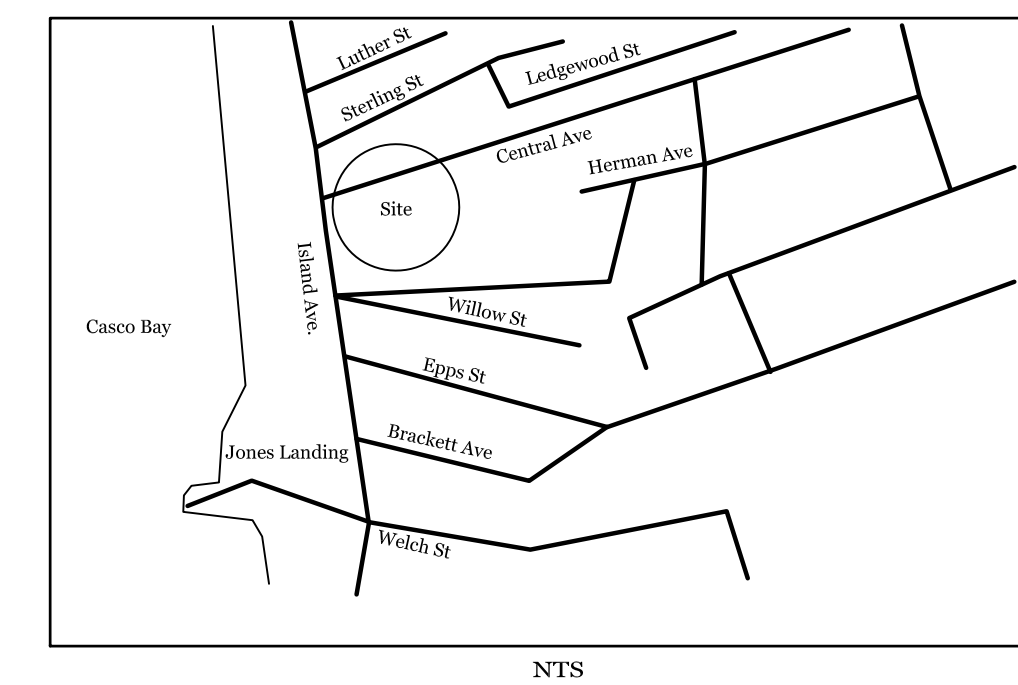 Luther St
Sterling St
Ledgewood St
Central Ave
Herman Ave
Site
Island Ave.
Willow St
Casco Bay
Epps St
Brackett Ave
Jones Landing
Welch St
NTS